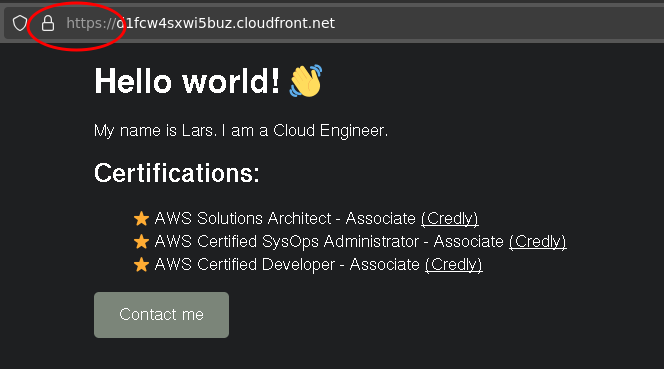 https://d1fcw4sxwi5buz.cloudfront.net
Hello world! 👋
My name is Lars. I am a Cloud Engineer.
Certifications:
⭐ AWS Solutions Architect - Associate (Credly)
⭐ AWS Certified SysOps Administrator - Associate (Credly)
⭐ AWS Certified Developer - Associate (Credly)
Contact me